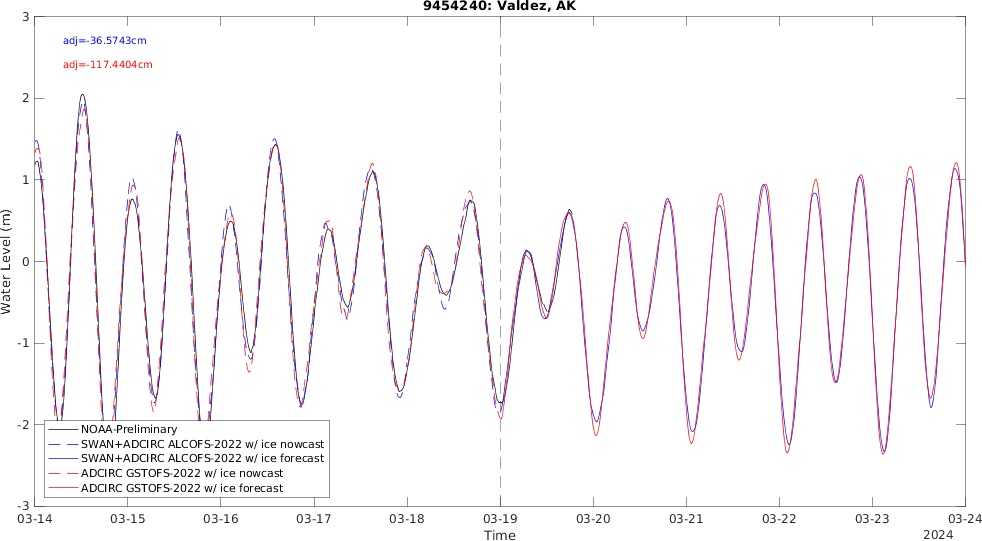 9454240: Valdez, AK
adj=-36.5743cm
adj=-117.4404cm
Water Level (m)
3
2
1
0
-1
-2
-3
NOAA-Preliminary
SWAN+ADCIRC ALCOFS-2022 w/ ice nowcast
SWAN+ADCIRC ALCOFS-2022 w/ ice forecast
ADCIRC GSTOFS-2022 w/ ice nowcast
ADCIRC GSTOFS-2022 w/ ice forecast
03-14 03-15 03-16 03-17 03-18 03-19 03-20 03-21 03-22 03-23 03-24
Time
2024